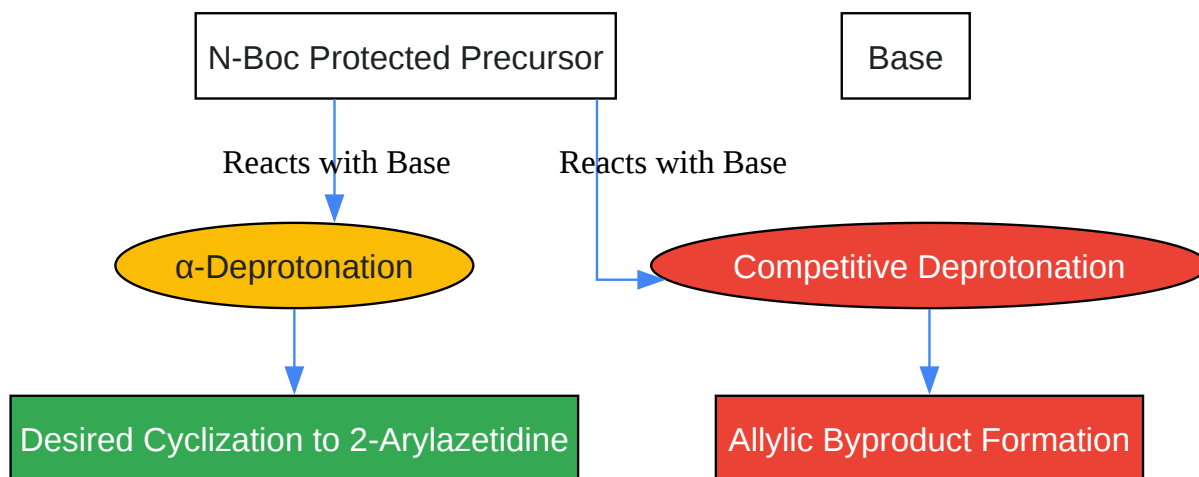 N-Boc Protected Precursor
Base
Reacts with Base
Reacts with Base
α-Deprotonation
Competitive Deprotonation
Desired Cyclization to 2-Arylazetidine
Allylic Byproduct Formation